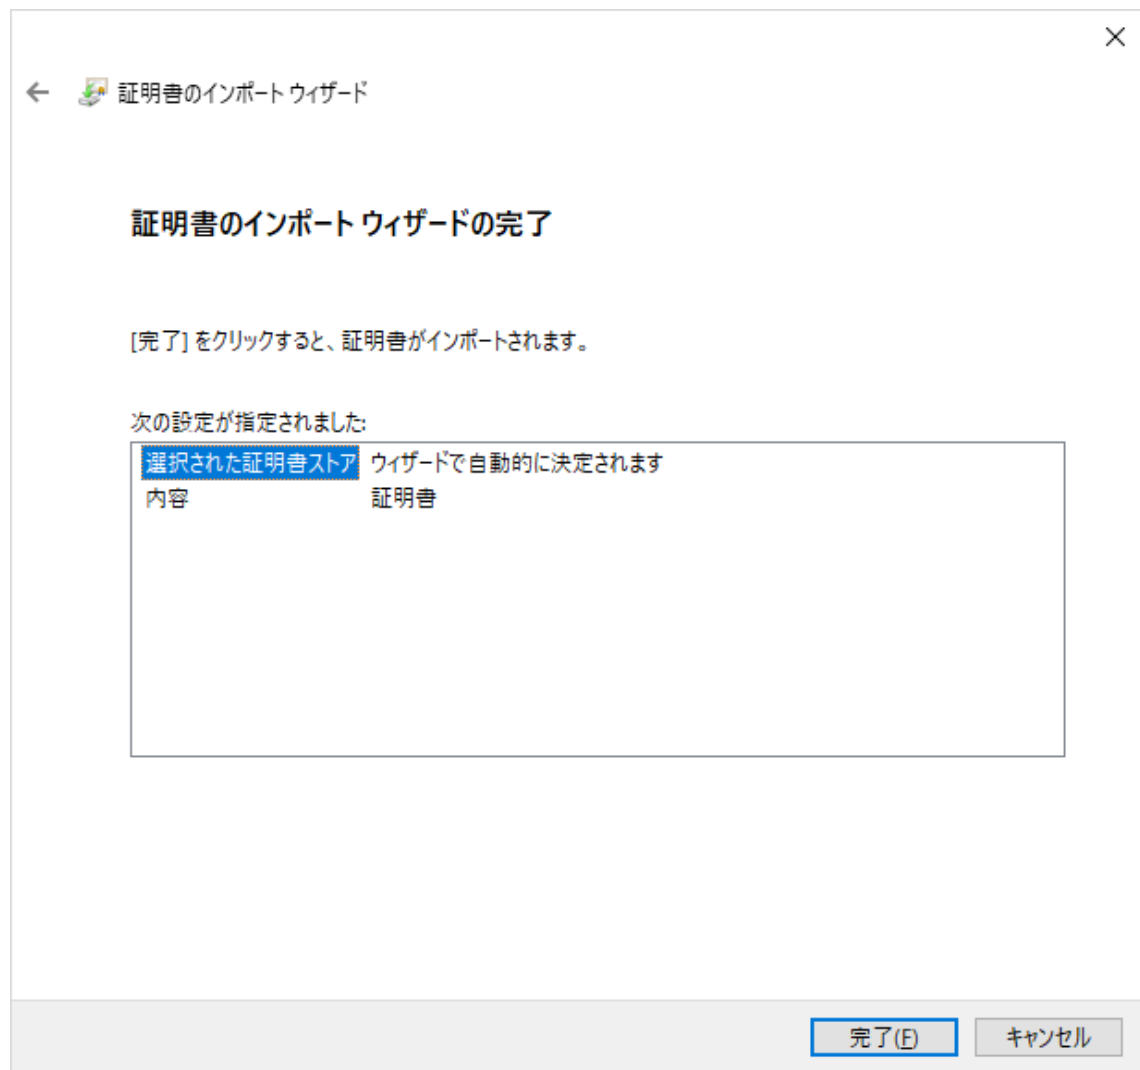 証明書のインポート ウィザード
証明書のインポート ウィザードの完了
[完了] をクリックすると、証明書がインポートされます。
次の設定が指定されました:
選択された証明書ストア ウィザードで自動的に決定されます
内容 証明書
完了(F) キャンセル